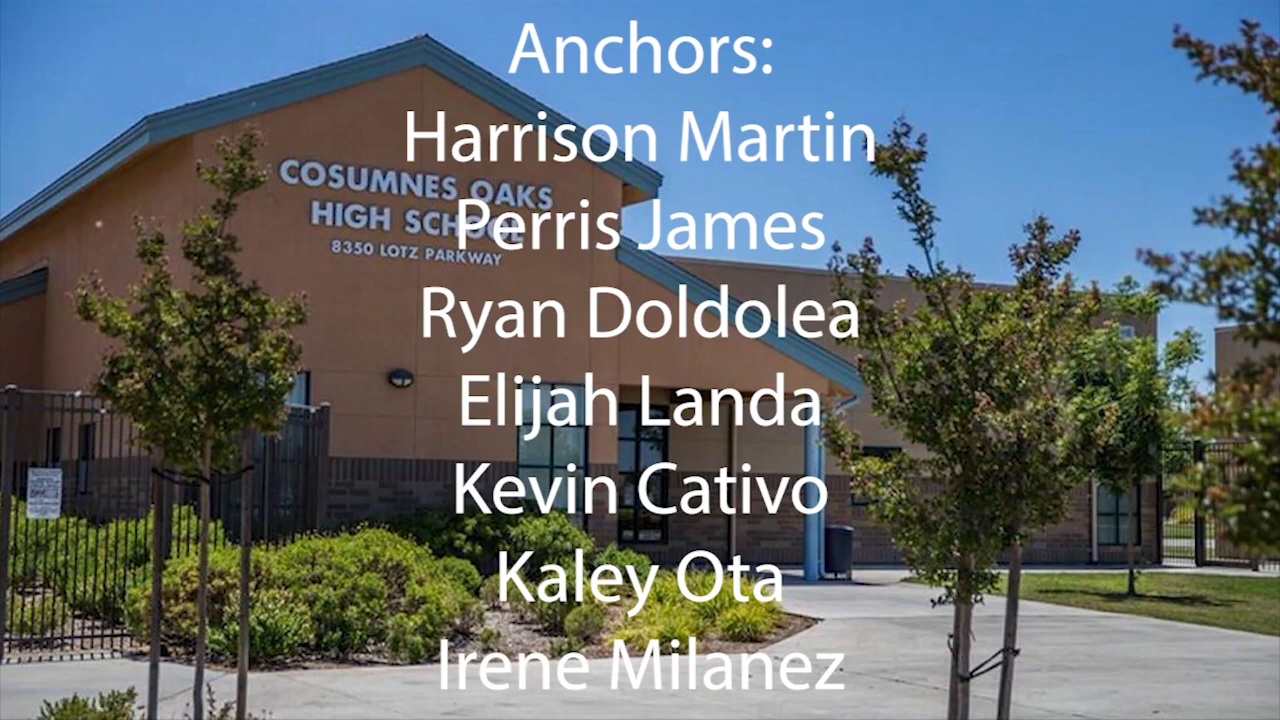 Anchors:
Harrison Martin
COSUMNES OAKS
HIGH SCHOOL
8350 LOTZ PARKWAY
Perris James
Ryan Doldolea
Elijah Landa
Kevin Cativo
Kaley Ota
Irene Milanez